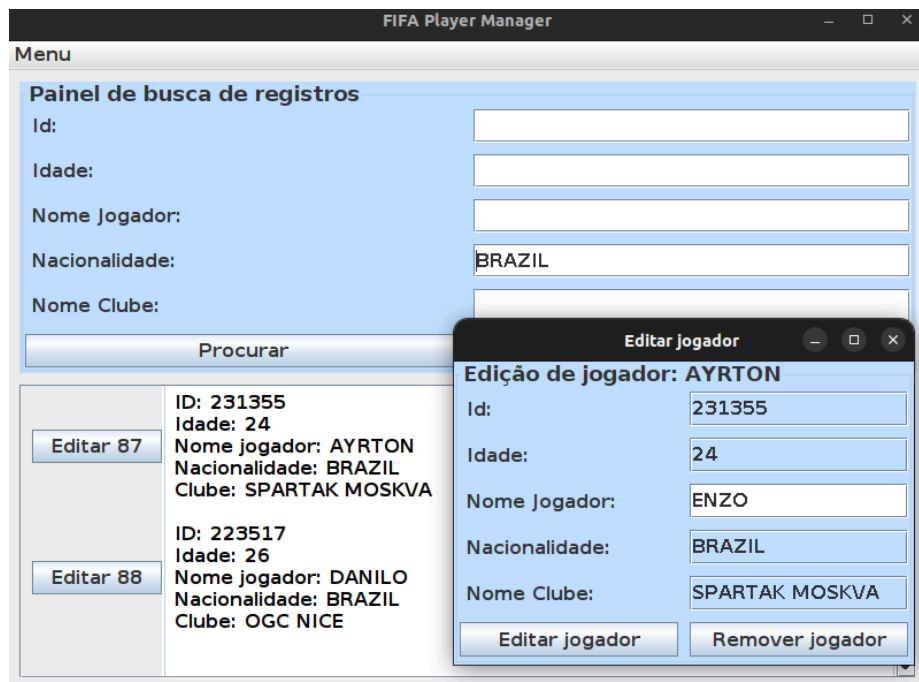 FIFA Player Manager
Menu
Painel de busca de registros
Id:
Idade:
Nome Jogador:
Nacionalidade: BRAZIL
Nome Clube:
Procurar
Editar 87
ID: 231355
Idade: 24
Nome jogador: AYRTON
Nacionalidade: BRAZIL
Clube: SPARTAK MOSKVA
Editar 88
ID: 223517
Idade: 26
Nome jogador: DANILO
Nacionalidade: BRAZIL
Clube: OGC NICE
Editar jogador
Edição de jogador: AYRTON
Id: 231355
Idade: 24
Nome Jogador: ENZO
Nacionalidade: BRAZIL
Nome Clube: SPARTAK MOSKVA
Editar jogador Remover jogador